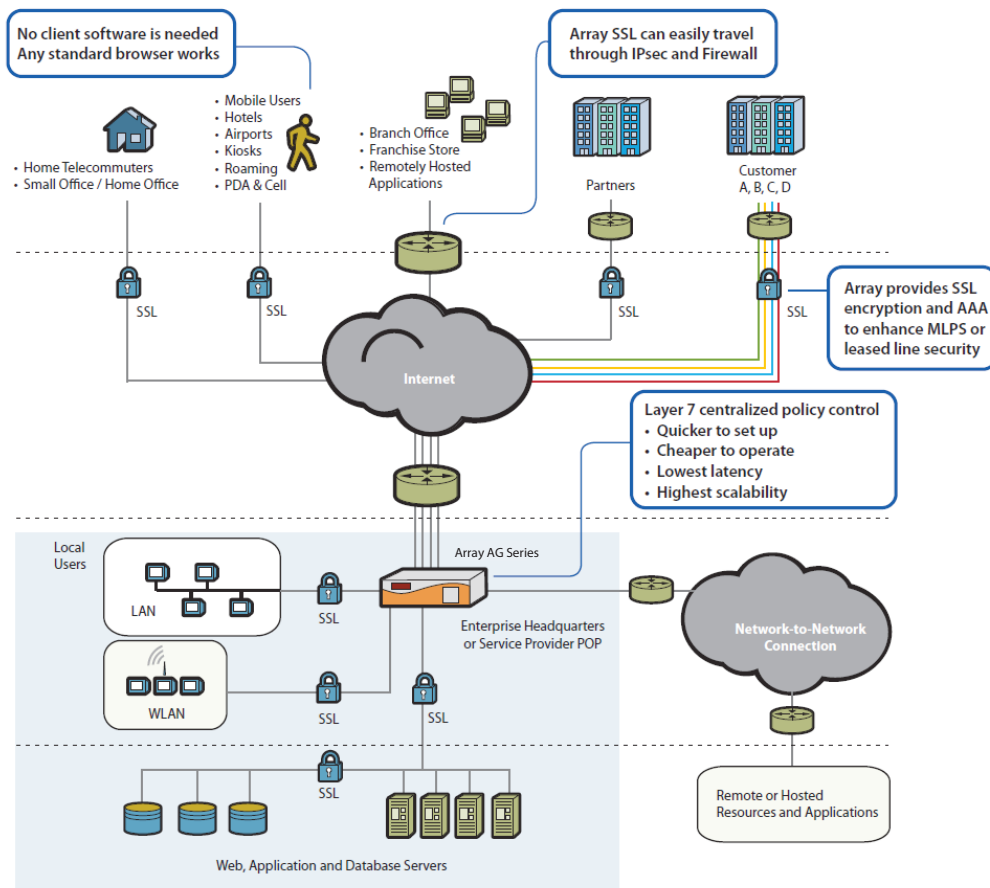 No client software is needed
Any standard browser works
Array SSL can easily travel
through IPsec and Firewall
• Home Telecommuters
• Small Office / Home Office
• Mobile Users
• Hotels
• Airports
• Kiosks
• Roaming
• PDA & Cell
• Branch Office
• Franchise Store
• Remotely Hosted
Applications
Partners
Customer
A, B, C, D
SSL
SSL
SSL
SSL
Array provides SSL
encryption and AAA
to enhance MLPS or
leased line security
Internet
Layer 7 centralized policy control
• Quicker to set up
• Cheaper to operate
• Lowest latency
• Highest scalability
Local
Users
LAN
SSL
Array AG Series
Enterprise Headquarters
or Service Provider POP
Network-to-Network
Connection
WLAN
SSL
SSL
SSL
Remote or Hosted
Resources and Applications
Web, Application and Database Servers